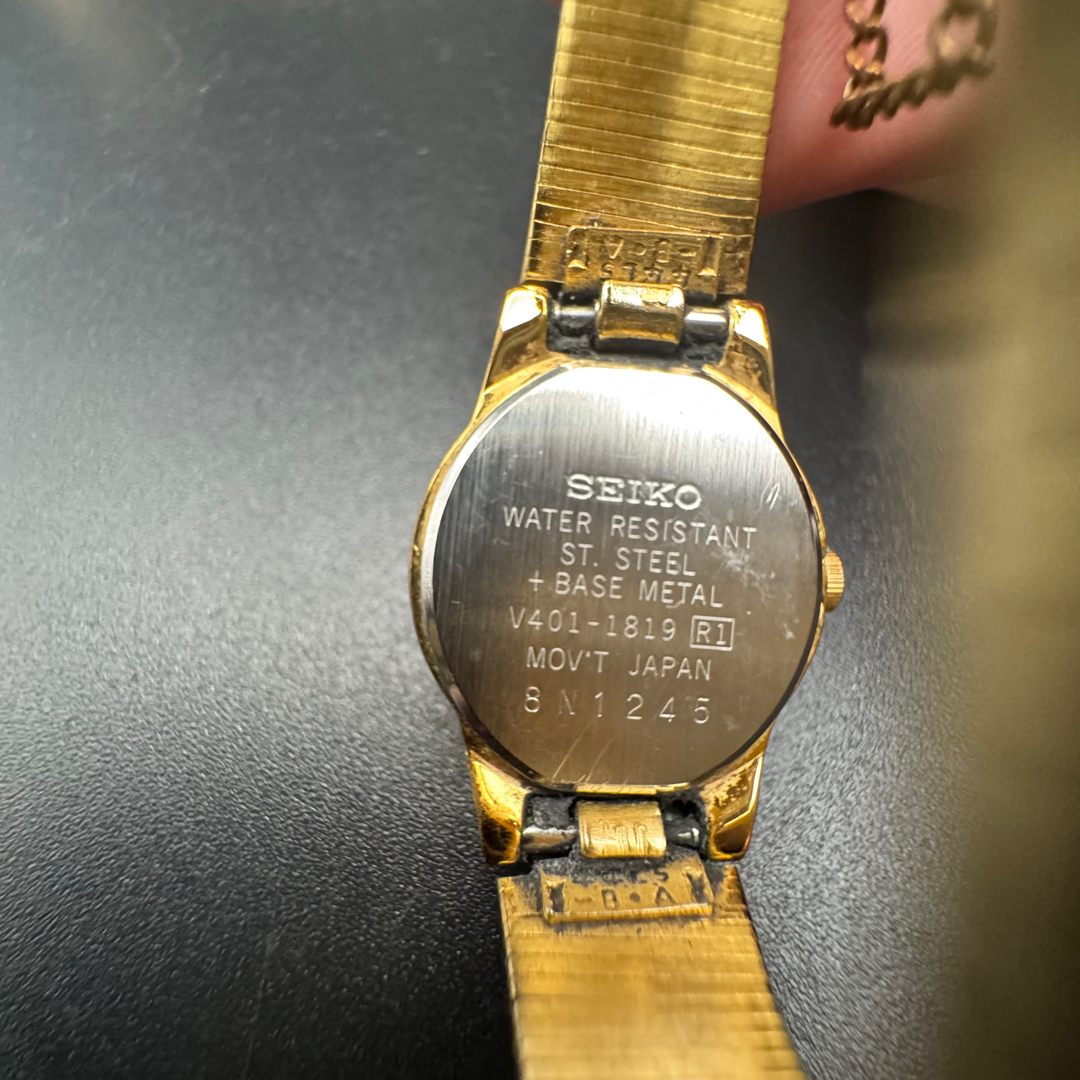 SEIKO
WATER RESISTANT
ST. STEEL
+ BASE METAL
V401-1819 R1
MOV'T JAPAN
8N1245